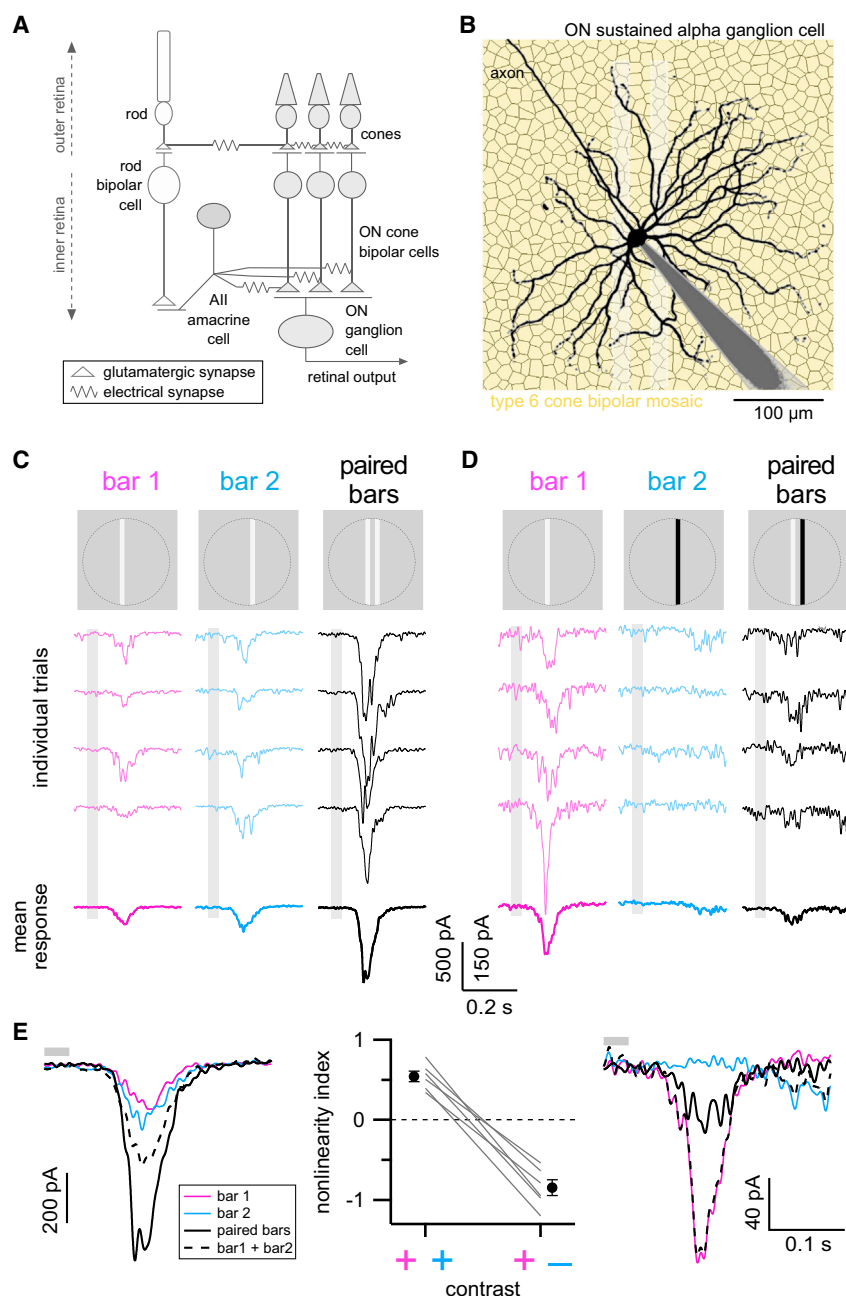 A
outer retina
inner retina
rod
cones
rod
bipolar
cell
ON cone
bipolar cells
AII
amacrine
cell
ON
ganglion
cell
retinal output
glutamatergic synapse
electrical synapse
B
ON sustained alpha ganglion cell
axon
type 6 cone bipolar mosaic
100 µm
C
bar 1
bar 2
paired
bars
individual trials
mean
response
D
bar 1
bar 2
paired
bars
500 pA
150 pA
0.2 s
E
200 pA
bar 1
bar 2
paired bars
bar1 + bar2
nonlinearity index
1
0
-1
+ +
+ −
contrast
40 pA
0.1 s